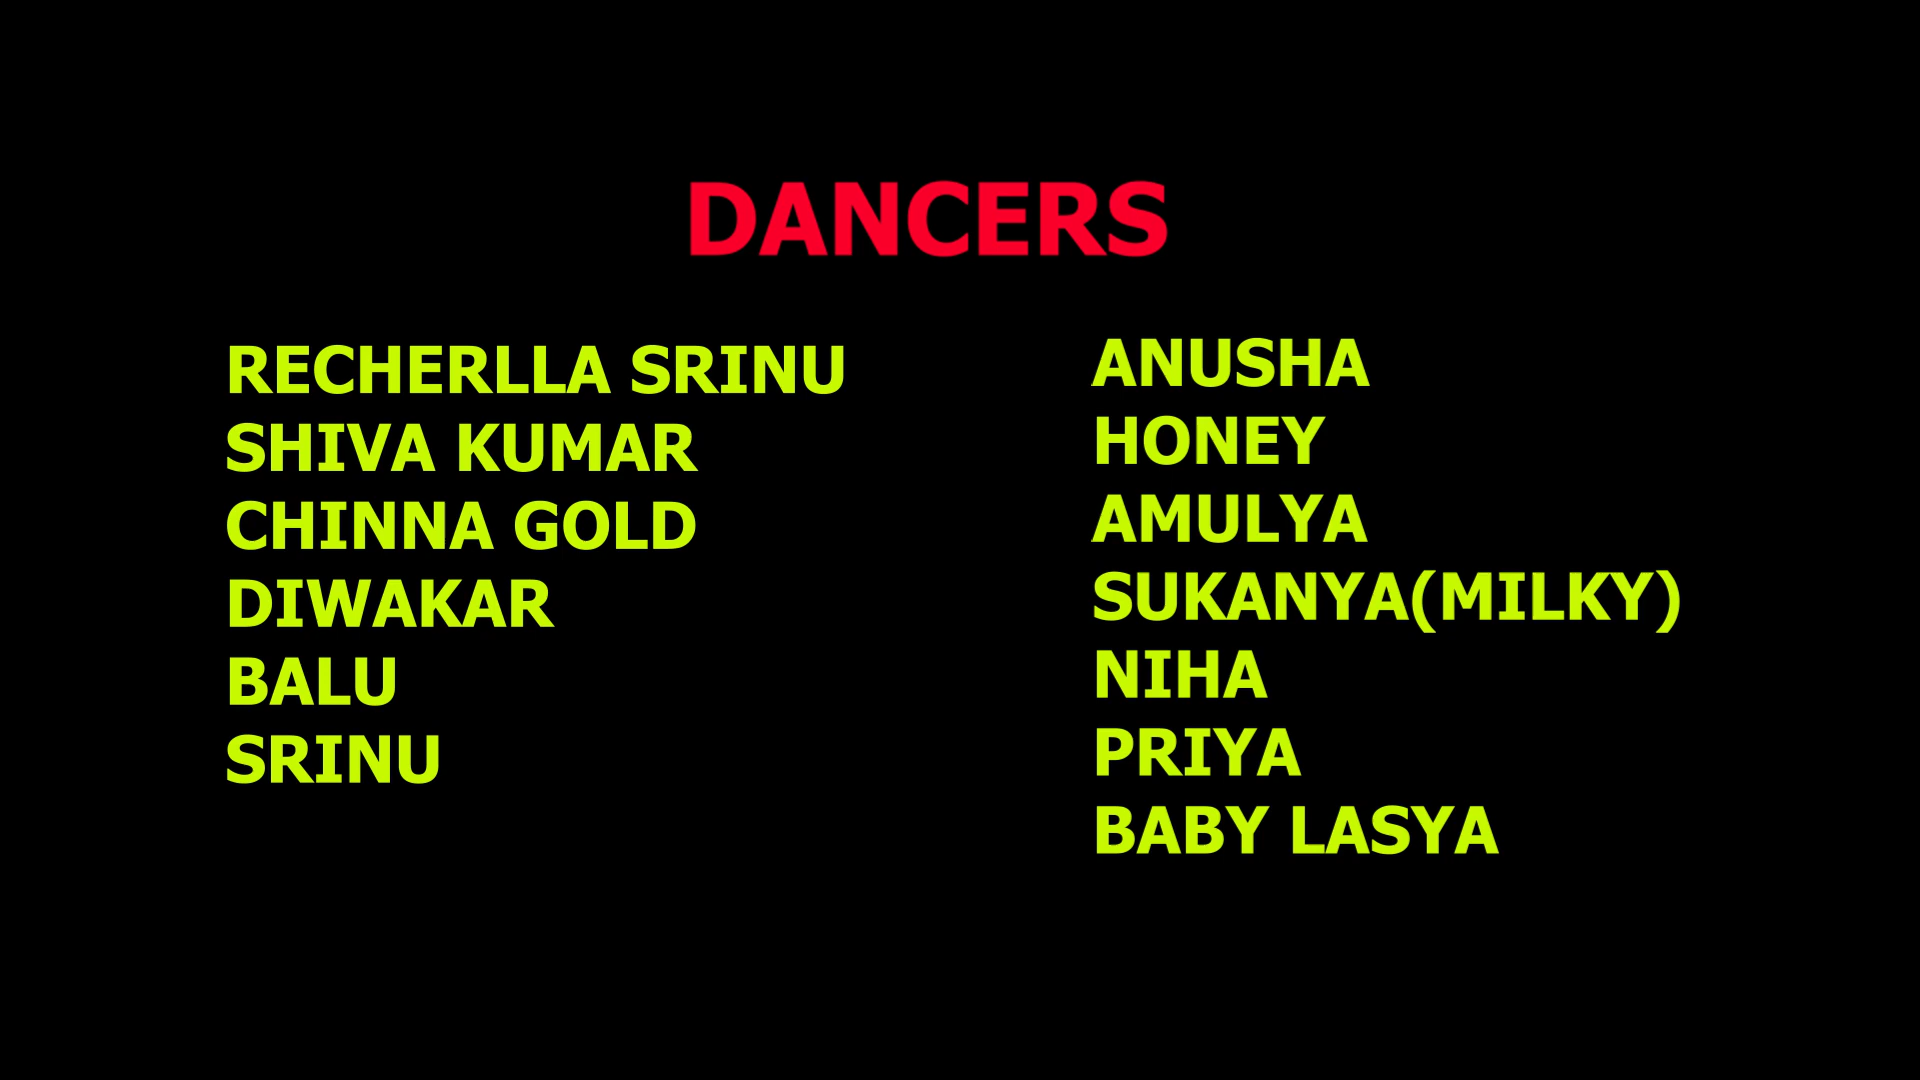 DANCERS
RECHERLLA SRINU
SHIVA KUMAR
CHINNA GOLD
DIWAKAR
BALU
SRINU
ANUSHA
HONEY
AMULYA
SUKANYA(MILKY)
NIHA
PRIYA
BABY LASYA